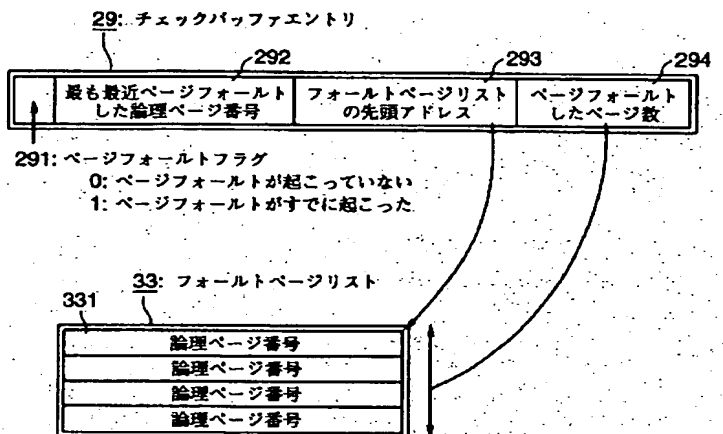 29: チェックバッファエントリ
292
293
294
最も最近ページフォールト
した論理ページ番号
フォールトページリスト
の先頭アドレス
ページフォールト
したページ数
291: ページフォールトフラグ
0: ページフォールトが起こっていない
1: ページフォールトがすでに起こった
33: フォールトページリスト
331
論理ページ番号
論理ページ番号
論理ページ番号
論理ページ番号